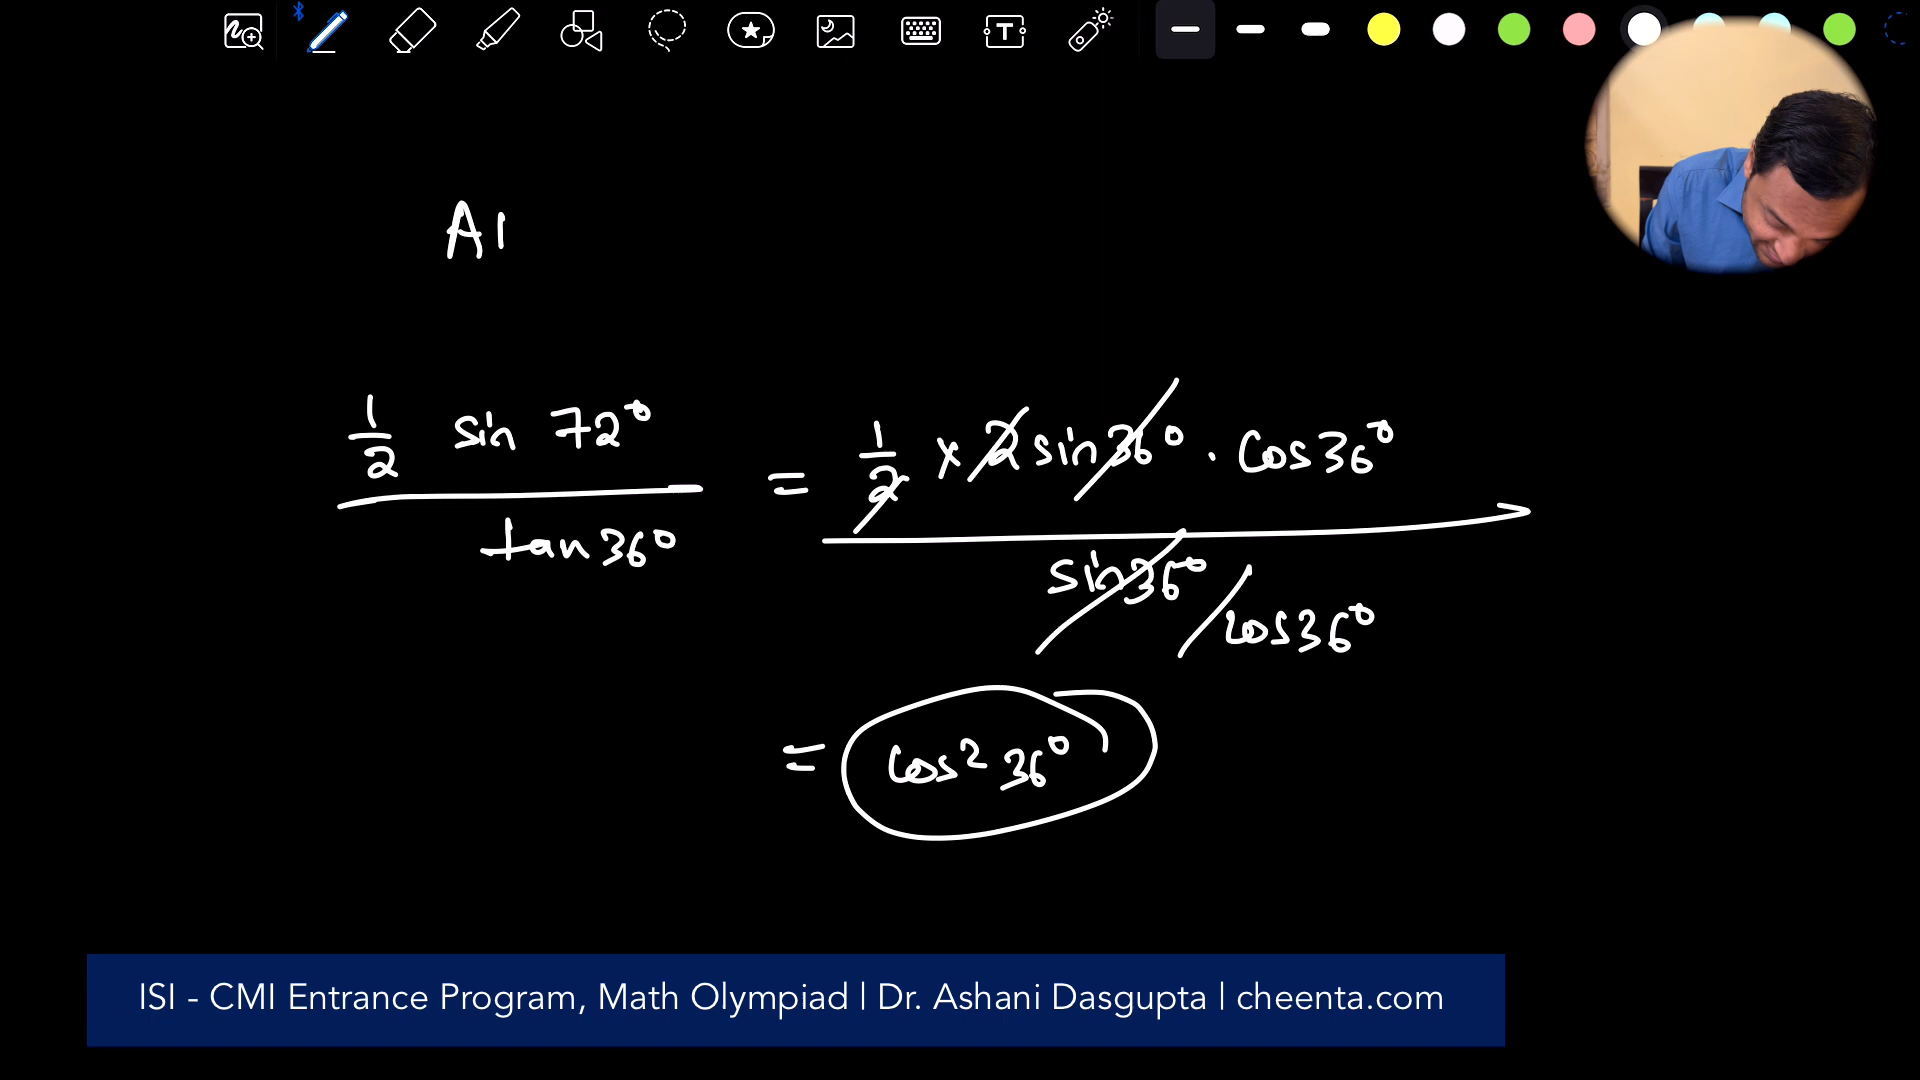 A1
1/2 sin 72° / tan 36° = 1/2 × 2 sin 36° . cos 36° / sin 36° / cos 36°
= cos² 36°
ISI - CMI Entrance Program, Math Olympiad | Dr. Ashani Dasgupta | cheenta.com